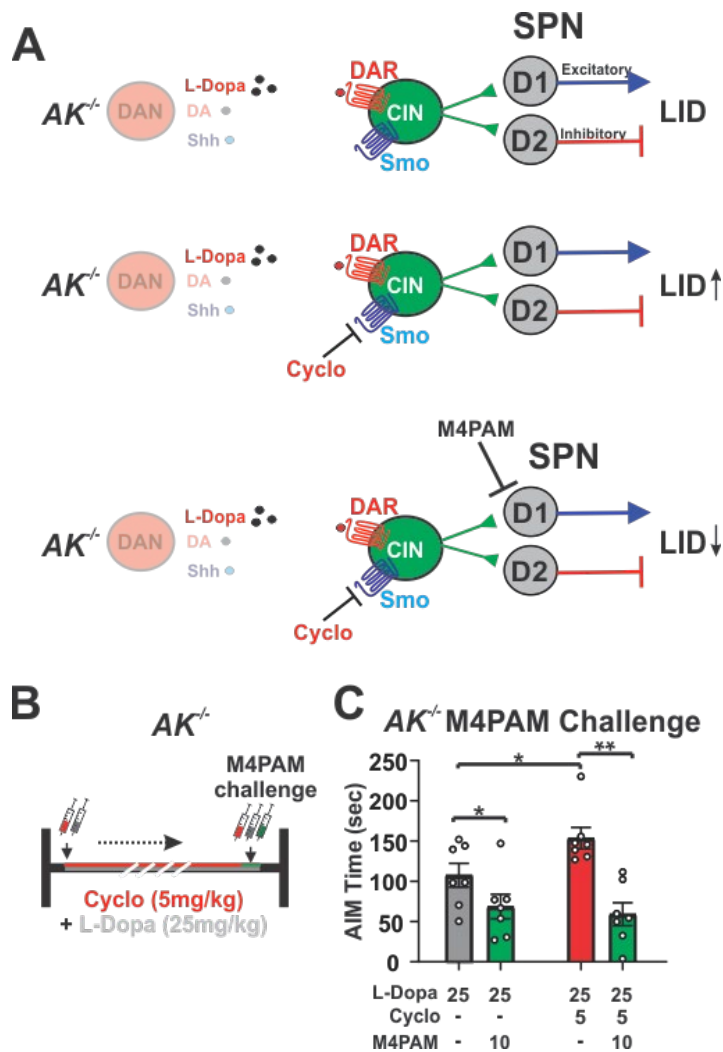 A
SPN
AK-/-
DAN
L-Dopa
DA
Shh
DAR
CIN
Smo
D1
Excitatory
D2
Inhibitory
LID
AK-/-
DAN
L-Dopa
DA
Shh
DAR
CIN
Smo
Cyclo
D1
D2
LID↑
M4PAM
SPN
AK-/-
DAN
L-Dopa
DA
Shh
DAR
CIN
Smo
Cyclo
D1
D2
LID↓
B
AK-/-
M4PAM
challenge
Cyclo (5mg/kg)
+ L-Dopa (25mg/kg)
C
AK-/- M4PAM Challenge
AIM Time (sec)
250
200
150
100
50
0
*
*
**
L-Dopa 25 25 25 25
Cyclo - - 5 5
M4PAM - 10 - 10